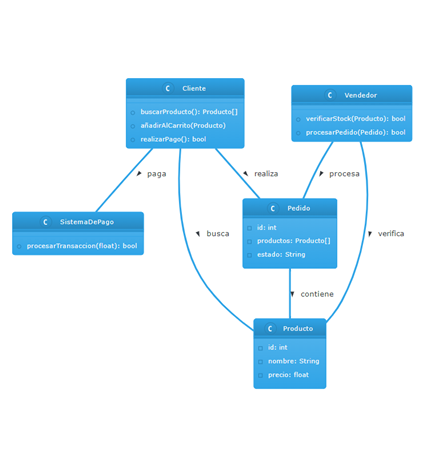 C Cliente
buscarProducto(): Producto[]
añadirAlCarrito(Producto)
realizarPago(): bool
C Vendedor
verificarStock(Producto): bool
procesarPedido(Pedido): bool
paga
realiza
procesa
C SistemaDePago
procesarTransaccion(float): bool
C Pedido
id: int
productos: Producto[]
estado: String
busca
verifica
contiene
C Producto
id: int
nombre: String
precio: float